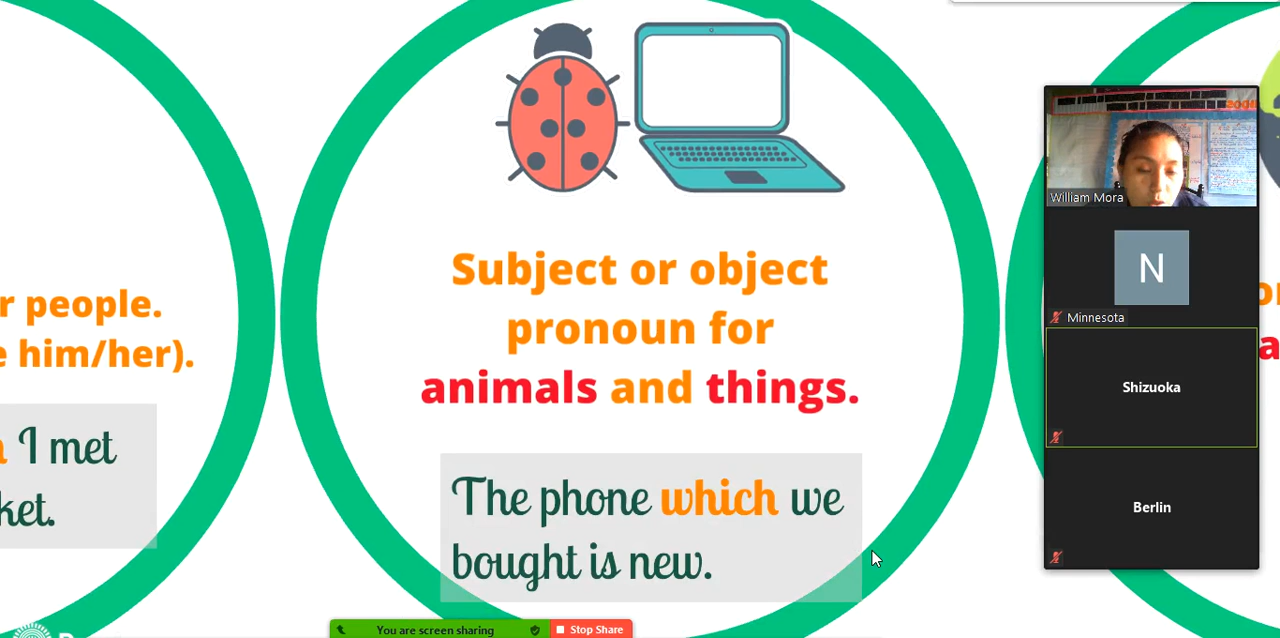 r people.
e him/her).
I met
ket.
Subject or object
pronoun for
animals and things.
The phone which we
bought is new.
William Mora
N
Minnesota
Shizuoka
Berlin
You are screen sharing
Stop Share